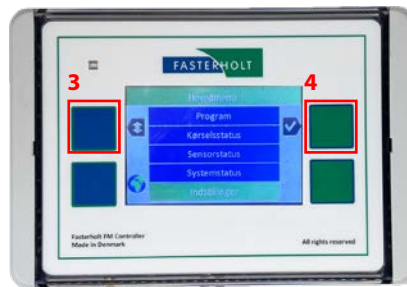 3
4
FASTERHOLT
Hovedmenu
Program
Kørselsstatus
Sensorstatus
Systemstatus
Indstillinger
Fasterholt FM Controller
Made in Denmark
All rights reserved